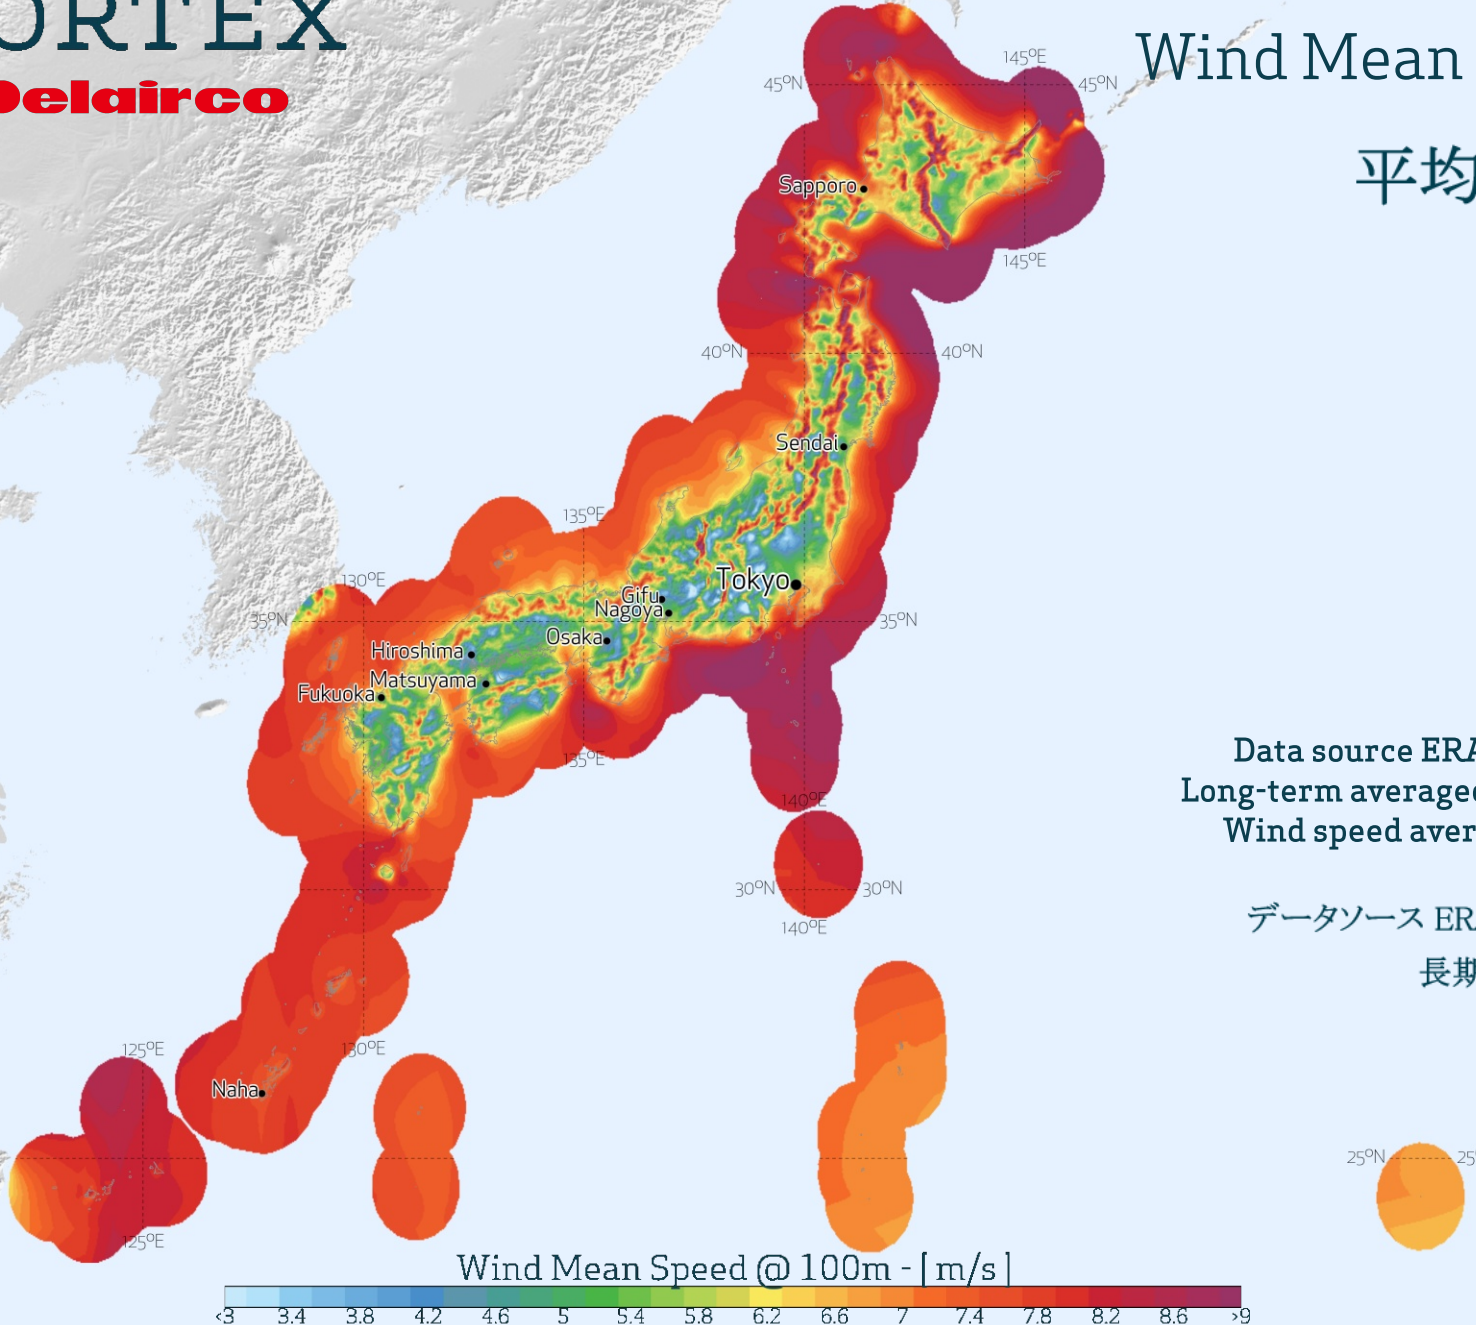 ORTEX
Delairco
Wind Mean
平均
145ºE
45ºN
45ºN
Sapporo
145ºE
40ºN
40ºN
Sendai
135ºE
130ºE
Tokyo
Gifu
Nagoya
35ºN
35ºN
Osaka
Hiroshima
Matsuyama
Fukuoka
135ºE
Data source ERA
Long-term averaged
Wind speed aver
140ºE
30ºN
30ºN
140ºE
データソース ERA
長期
125ºE
130ºE
Naha
25ºN
25º
125ºE
Wind Mean Speed @ 100m - [ m/s ]
<3 3.4 3.8 4.2 4.6 5 5.4 5.8 6.2 6.6 7 7.4 7.8 8.2 8.6 >9